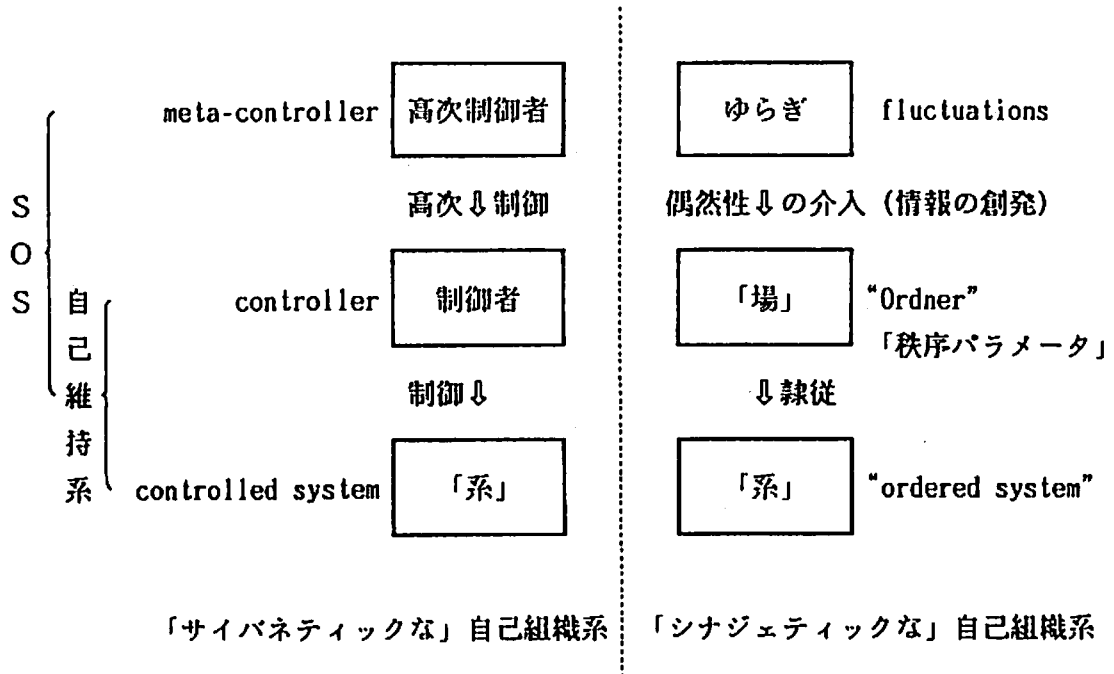 meta-controller 高次制御者 ゆらぎ fluctuations
高次⇩制御 偶然性⇩の介入（情報の創発）
SOS
自己維持系
controller 制御者 「場」 “Ordner”
「秩序パラメータ」
制御⇩ ⇩隷従
controlled system 「系」 「系」 “ordered system”
「サイバネティックな」自己組織系 「シナジェティックな」自己組織系